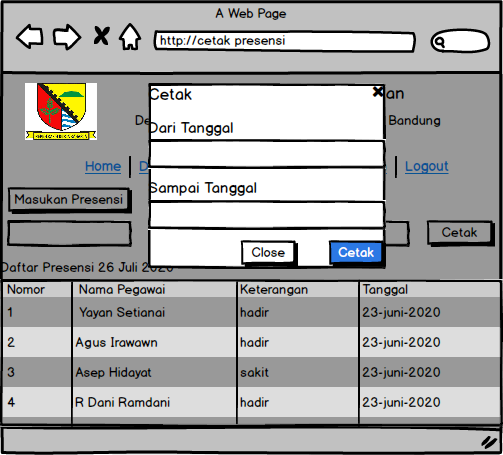 A Web Page
http://cetak presensi
Cetak
an
De
Bandung
Dari Tanggal
Home
D
Logout
Sampai Tanggal
Masukan Presensi
Cetak
Close
Cetak
Daftar Presensi 26 Juli 2020
Nomor Nama Pegawai Keterangan Tanggal
1 Yayan Setianai hadir 23-juni-2020
2 Agus Irawawn hadir 23-juni-2020
3 Asep Hidayat sakit 23-juni-2020
4 R Dani Ramdani hadir 23-juni-2020